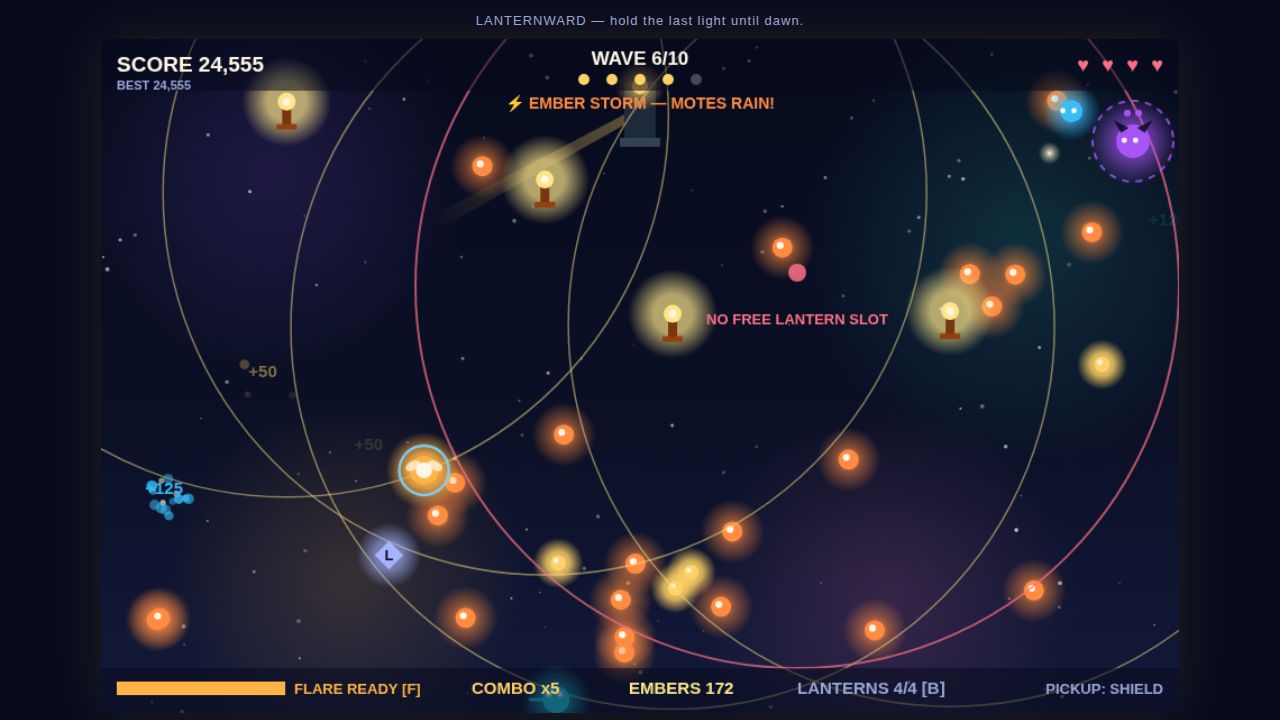 LANTERNWARD — hold the last light until dawn.
SCORE 24,555
BEST 24,555
WAVE 6/10
⚡ EMBER STORM — MOTES RAIN!
+12
NO FREE LANTERN SLOT
+50
+50
+125
L
FLARE READY [F]
COMBO x5
EMBERS 172
LANTERNS 4/4 [B]
PICKUP: SHIELD